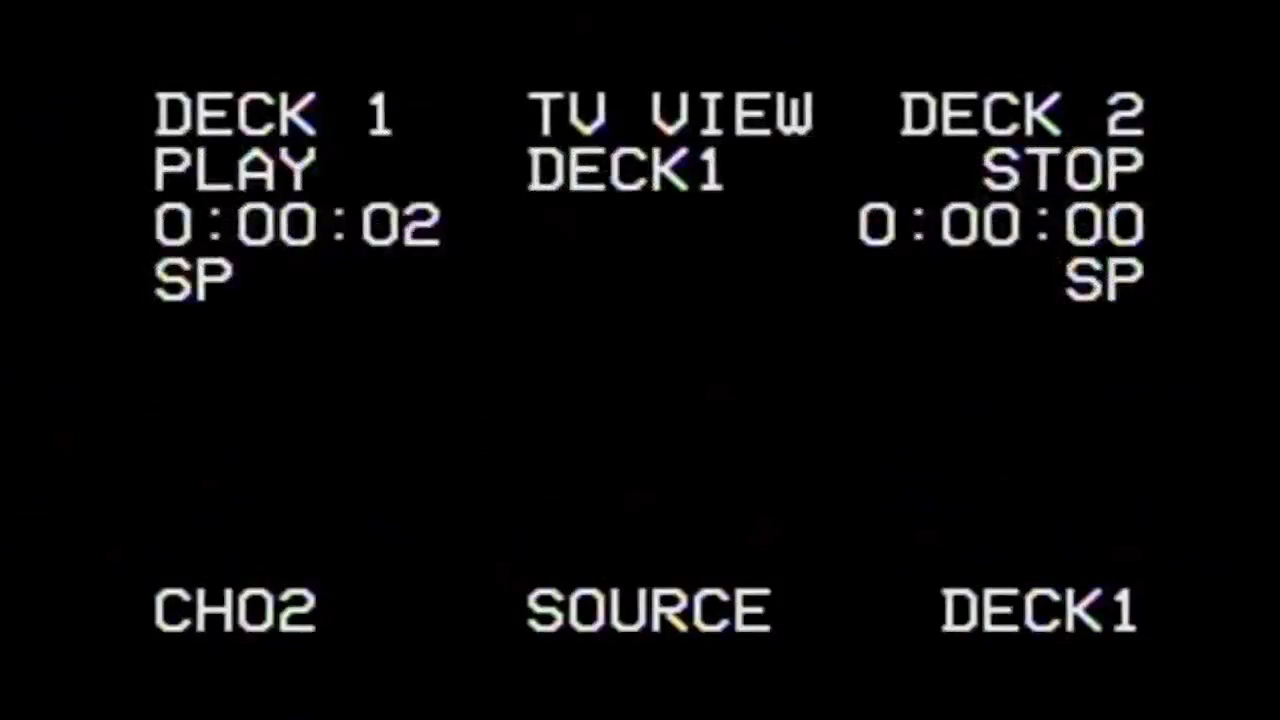 DECK 1 TV VIEW DECK 2
PLAY DECK1 STOP
0:00:02 0:00:00
SP SP
CH02 SOURCE DECK1